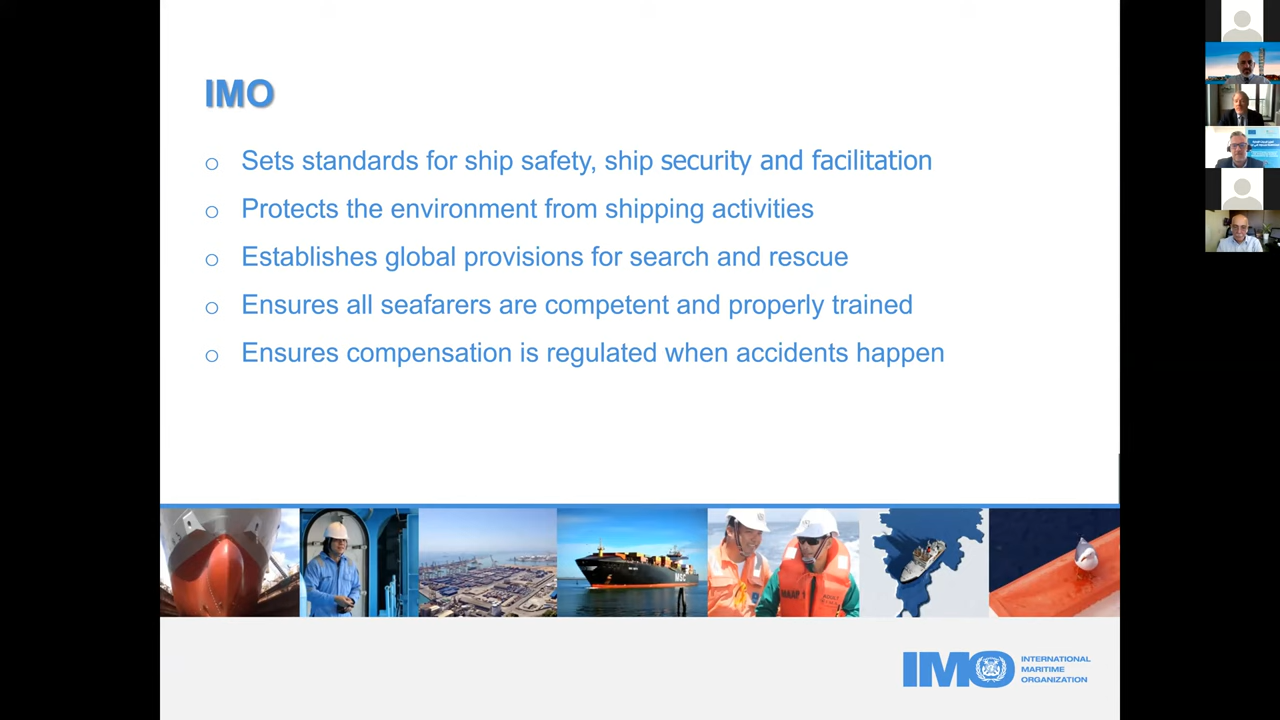 IMO
o Sets standards for ship safety, ship security and facilitation
o Protects the environment from shipping activities
o Establishes global provisions for search and rescue
o Ensures all seafarers are competent and properly trained
o Ensures compensation is regulated when accidents happen
MSC
IMO
INTERNATIONAL
MARITIME
ORGANIZATION